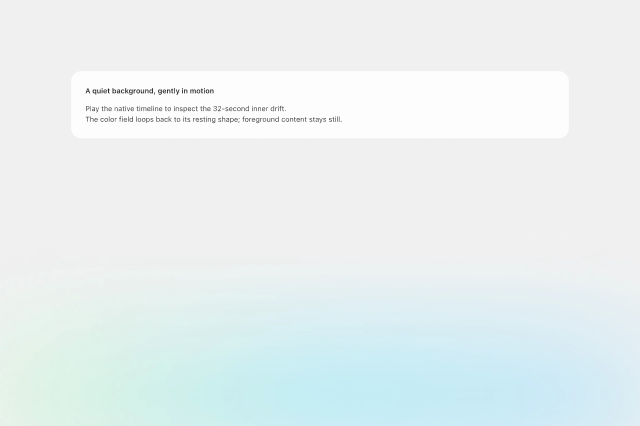 A quiet background, gently in motion
Play the native timeline to inspect the 32-second inner drift.
The color field loops back to its resting shape; foreground content stays still.